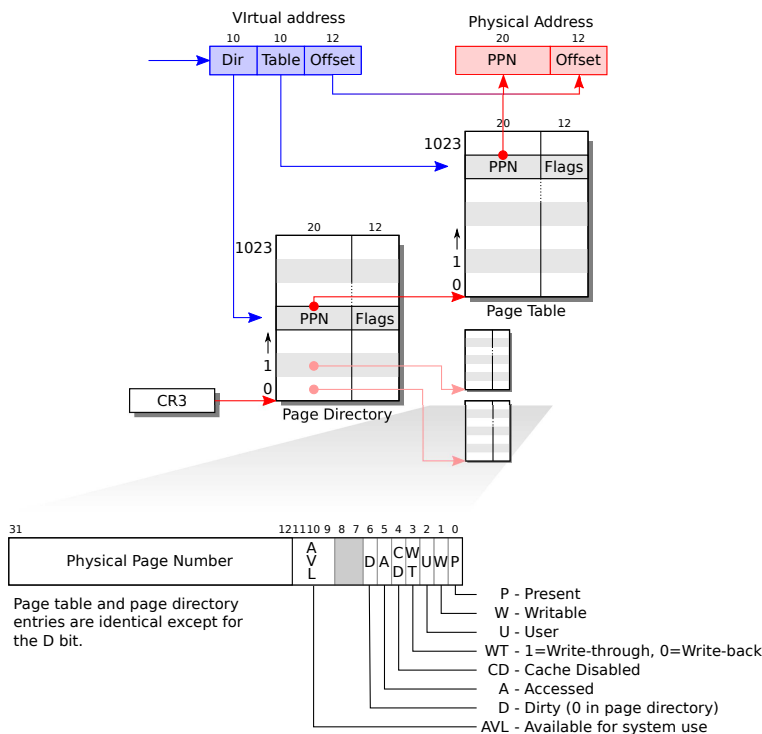 VIrtual address
Physical Address
10 10 12
20 12
Dir Table Offset
PPN Offset
20 12
1023
PPN Flags
1
0
Page Table
20 12
1023
PPN Flags
1
0
CR3
Page Directory
31 12 11 10 9 8 7 6 5 4 3 2 1 0
Physical Page Number AVL D A CD WT U W P
Page table and page directory
entries are identical except for
the D bit.
P - Present
W - Writable
U - User
WT - 1=Write-through, 0=Write-back
CD - Cache Disabled
A - Accessed
D - Dirty (0 in page directory)
AVL - Available for system use